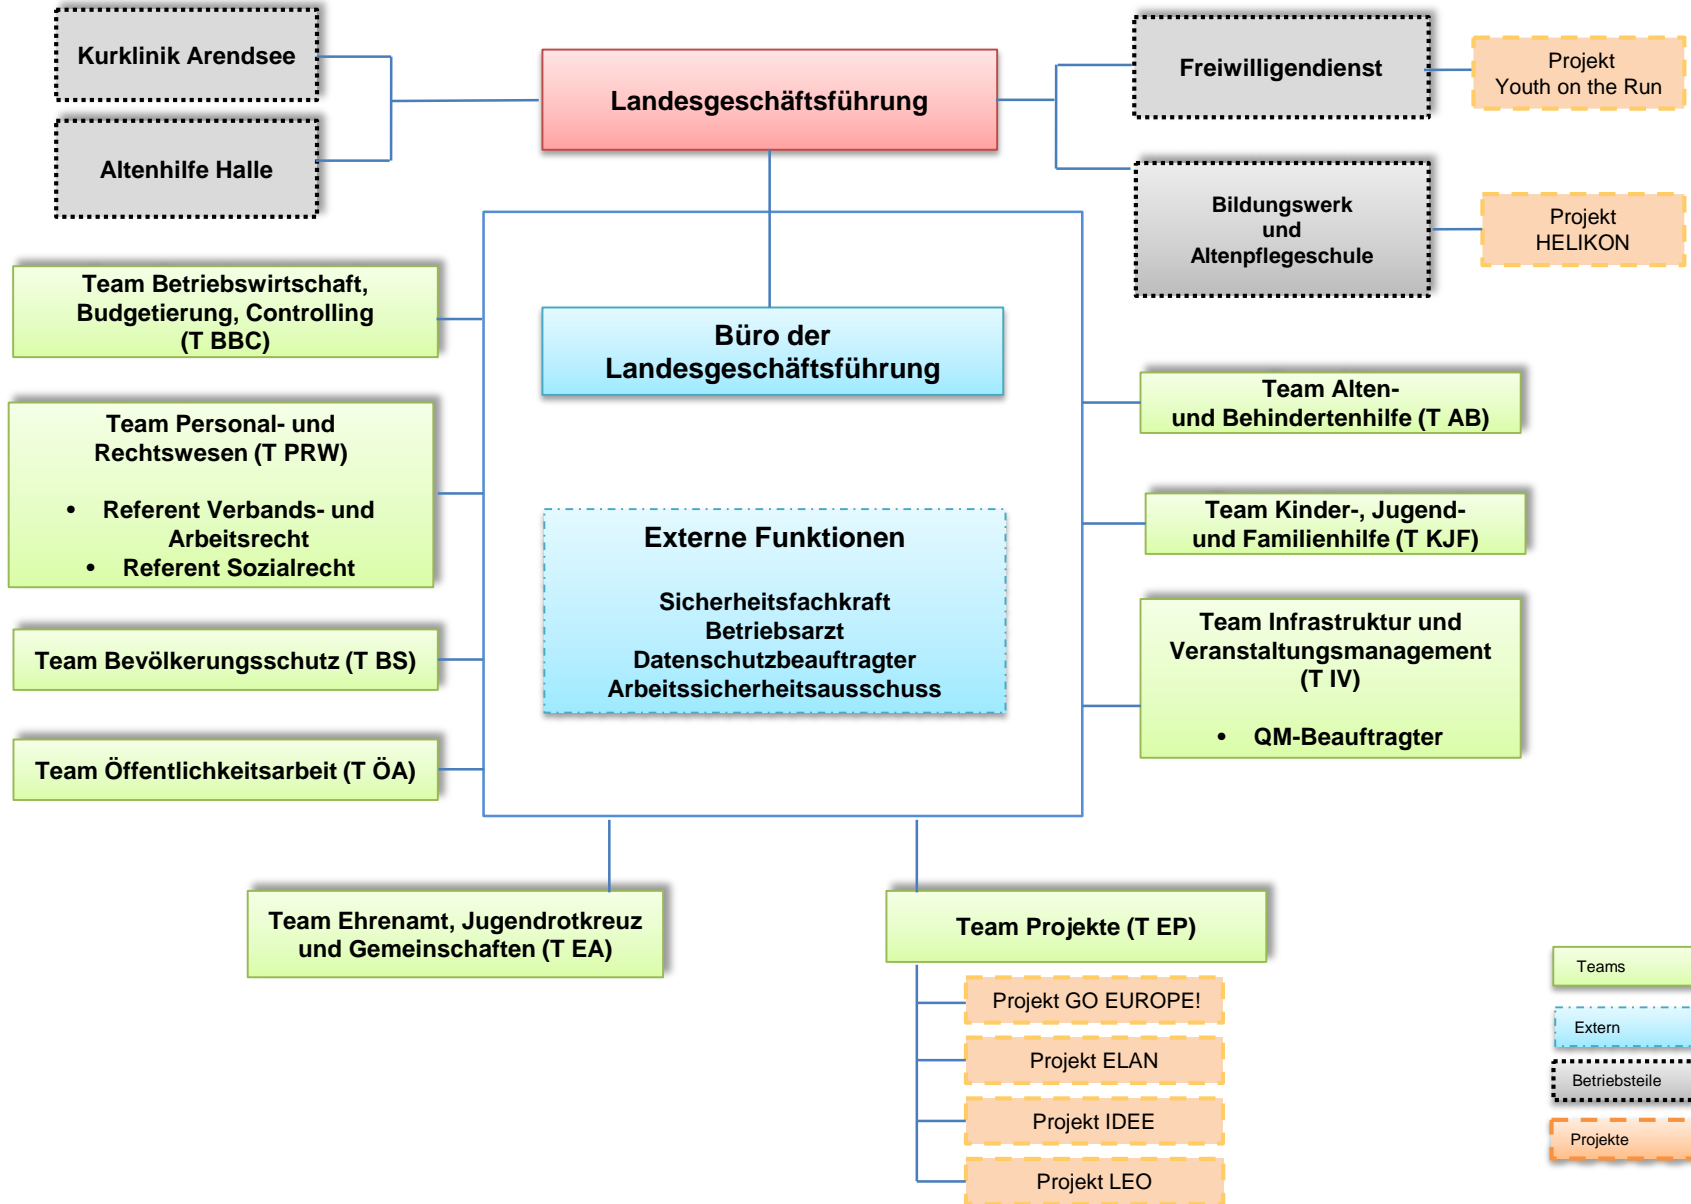 Kurklinik Arendsee
Altenhilfe Halle
Landesgeschäftsführung
Freiwilligendienst
Projekt
Youth on the Run
Bildungswerk
und
Altenpflegeschule
Projekt
HELIKON
Team Betriebswirtschaft,
Budgetierung, Controlling
(T BBC)
Team Personal- und
Rechtswesen (T PRW)
• Referent Verbands- und
Arbeitsrecht
• Referent Sozialrecht
Team Bevölkerungsschutz (T BS)
Team Öffentlichkeitsarbeit (T ÖA)
Büro der
Landesgeschäftsführung
Externe Funktionen
Sicherheitsfachkraft
Betriebsarzt
Datenschutzbeauftragter
Arbeitssicherheitsausschuss
Team Alten-
und Behindertenhilfe (T AB)
Team Kinder-, Jugend-
und Familienhilfe (T KJF)
Team Infrastruktur und
Veranstaltungsmanagement
(T IV)
• QM-Beauftragter
Team Ehrenamt, Jugendrotkreuz
und Gemeinschaften (T EA)
Team Projekte (T EP)
Projekt GO EUROPE!
Projekt ELAN
Projekt IDEE
Projekt LEO
Teams
Extern
Betriebsteile
Projekte